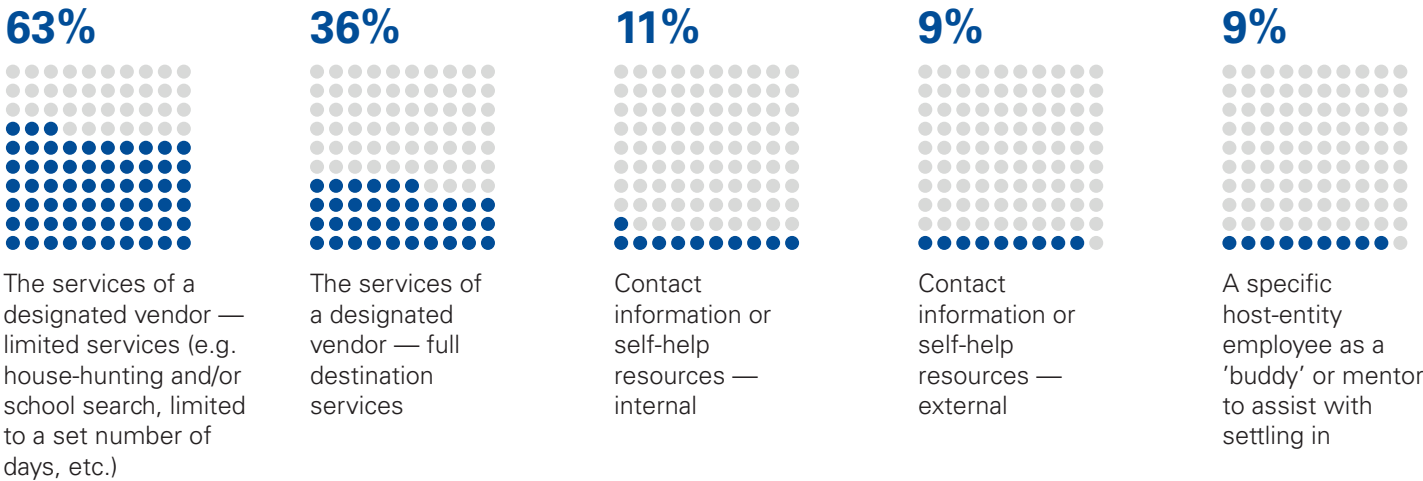 63%
The services of a
designated vendor —
limited services (e.g.
house-hunting and/or
school search, limited
to a set number of
days, etc.)
36%
The services of
a designated
vendor — full
destination
services
11%
Contact
information or
self-help
resources —
internal
9%
Contact
information or
self-help
resources —
external
9%
A specific
host-entity
employee as a
'buddy' or mentor
to assist with
settling in